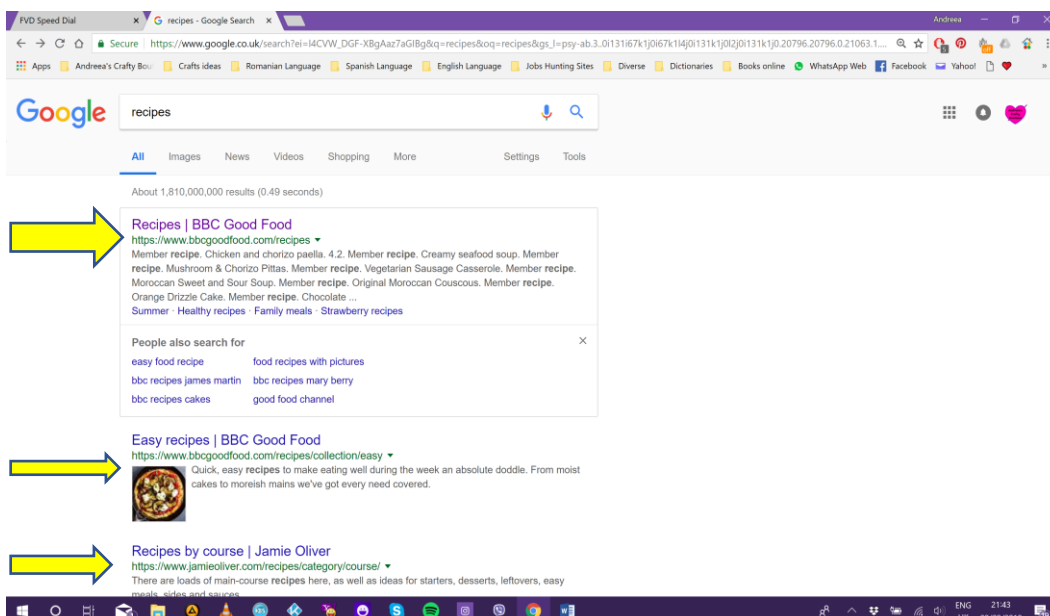 FVD Speed Dial
recipes - Google Search
Andreea
Secure https://www.google.co.uk/search?ei=I4CVW_DGF-XBgAaz7aGIBg&q=recipes&oq=recipes&gs_l=psy-ab.3..0i131i67k1j0i67k1l4j0i131k1j0l2j0i131k1j0.20796.20796.0.21063.1...
Apps Andreea's Crafty Bou Crafts ideas Romanian Language Spanish Language English Language Jobs Hunting Sites Diverse Dictionaries Books online WhatsApp Web Facebook Yahoo! »
Google recipes
All Images News Videos Shopping More Settings Tools
About 1,810,000,000 results (0.49 seconds)
Recipes | BBC Good Food
https://www.bbcgoodfood.com/recipes
Member recipe. Chicken and chorizo paella. 4.2. Member recipe. Creamy seafood soup. Member
recipe. Mushroom & Chorizo Pittas. Member recipe. Vegetarian Sausage Casserole. Member recipe.
Moroccan Sweet and Sour Soup. Member recipe. Original Moroccan Couscous. Member recipe.
Orange Drizzle Cake. Member recipe. Chocolate ...
Summer · Healthy recipes · Family meals · Strawberry recipes
People also search for
easy food recipe food recipes with pictures
bbc recipes james martin bbc recipes mary berry
bbc recipes cakes good food channel
Easy recipes | BBC Good Food
https://www.bbcgoodfood.com/recipes/collection/easy
Quick, easy recipes to make eating well during the week an absolute doddle. From moist
cakes to moreish mains we've got every need covered.
Recipes by course | Jamie Oliver
https://www.jamieoliver.com/recipes/category/course/
There are loads of main-course recipes here, as well as ideas for starters, desserts, leftovers, easy
meals, sides and sauces
ENG 21:43